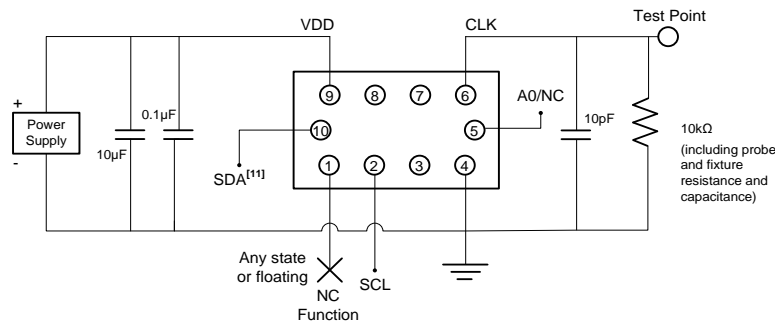 VDD
CLK
Test Point
+
Power
Supply
-
10µF
0.1µF
9
8
7
6
10
5
1
2
3
4
A0/NC
SDA[11]
10pF
10kΩ
(including probe
and fixture
resistance and
capacitance)
Any state
or floating
NC
Function
SCL